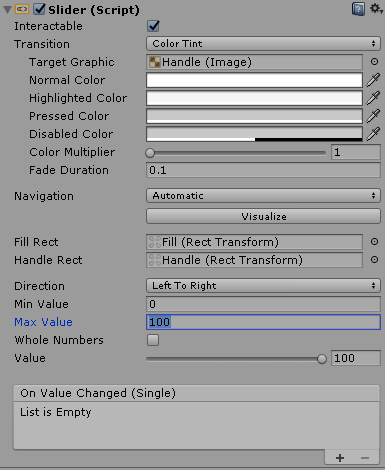 Slider (Script)
Interactable
Transition Color Tint
Target Graphic Handle (Image)
Normal Color
Highlighted Color
Pressed Color
Disabled Color
Color Multiplier 1
Fade Duration 0.1
Navigation Automatic
Visualize
Fill Rect Fill (Rect Transform)
Handle Rect Handle (Rect Transform)
Direction Left To Right
Min Value 0
Max Value 100
Whole Numbers
Value 100
On Value Changed (Single)
List is Empty